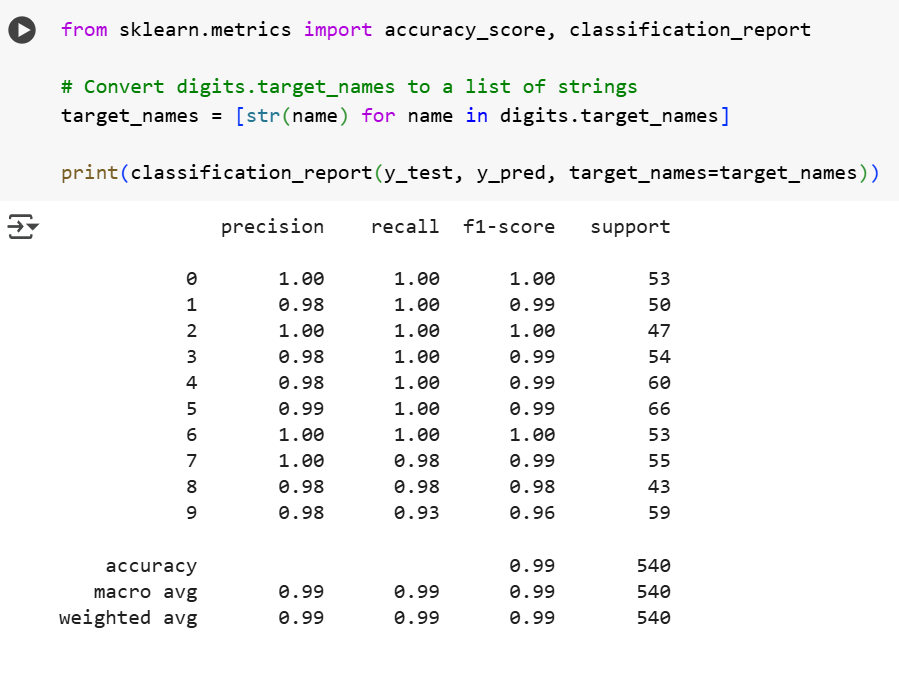 from sklearn.metrics import accuracy_score, classification_report
# Convert digits.target_names to a list of strings
target_names = [str(name) for name in digits.target_names]
print(classification_report(y_test, y_pred, target_names=target_names))
precision recall f1-score support
0 1.00 1.00 1.00 53
1 0.98 1.00 0.99 50
2 1.00 1.00 1.00 47
3 0.98 1.00 0.99 54
4 0.98 1.00 0.99 60
5 0.99 1.00 0.99 66
6 1.00 1.00 1.00 53
7 1.00 0.98 0.99 55
8 0.98 0.98 0.98 43
9 0.98 0.93 0.96 59
accuracy 0.99 540
macro avg 0.99 0.99 0.99 540
weighted avg 0.99 0.99 0.99 540